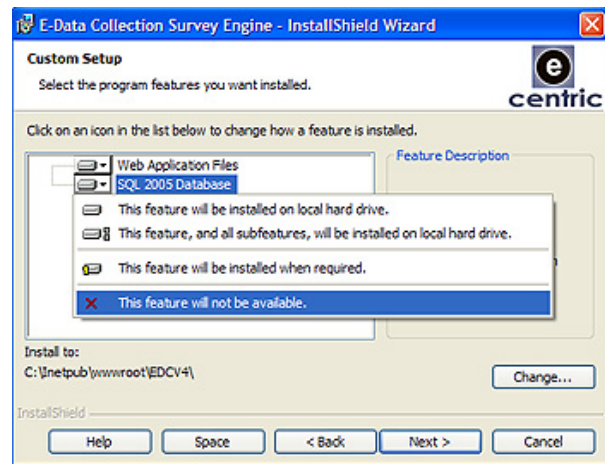 E-Data Collection Survey Engine - InstallShield Wizard
Custom Setup
Select the program features you want installed.
e
centric
Click on an icon in the list below to change how a feature is installed.
Web Application Files
SQL 2005 Database
Feature Description
This feature will be installed on local hard drive.
This feature, and all subfeatures, will be installed on local hard drive.
This feature will be installed when required.
This feature will not be available.
Install to:
C:\Inetpub\wwwroot\EDCV4\
Change...
InstallShield
Help
Space
< Back
Next >
Cancel